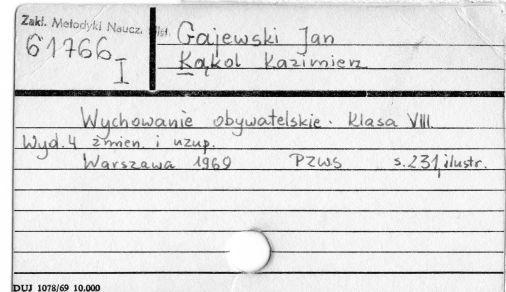 Zakł. Metodyki Naucz. Hist.
61766
I
Gajewski Jan
Kąkol Kazimierz
Wychowanie obywatelskie. Klasa VIII.
Wyd. 4 zmien. i uzup.
Warszawa 1969 PZWS s. 231, ilustr.
DUJ 1078/69 10.000